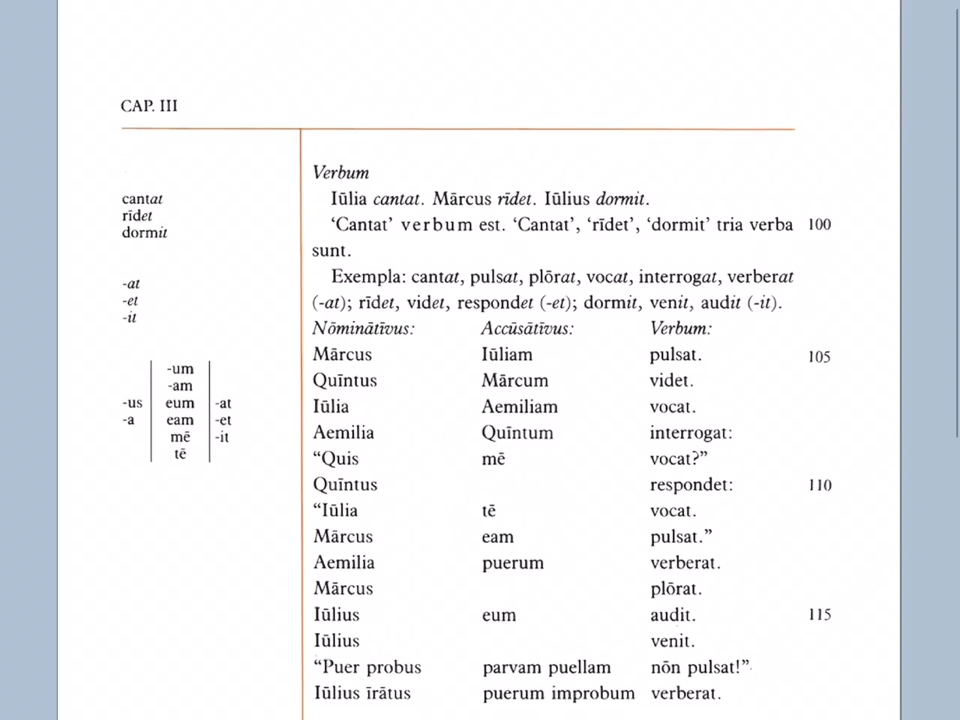 CAP. III
cantat
rīdet
dormit
-at
-et
-it
-um
-am
-us eum -at
-a eam -et
mē -it
tē
Verbum
Iūlia cantat. Mārcus rīdet. Iūlius dormit.
‘Cantat’ verbum est. ‘Cantat’, ‘rīdet’, ‘dormit’ tria verba 100
sunt.
Exempla: cantat, pulsat, plōrat, vocat, interrogat, verberat
(-at); rīdet, videt, respondet (-et); dormit, venit, audit (-it).
Nōminātīvus: Accūsātīvus: Verbum:
Mārcus Iūliam pulsat. 105
Quīntus Mārcum videt.
Iūlia Aemiliam vocat.
Aemilia Quīntum interrogat:
“Quis mē vocat?”
Quīntus respondet: 110
“Iūlia tē vocat.
Mārcus eam pulsat.”
Aemilia puerum verberat.
Mārcus plōrat.
Iūlius eum audit. 115
Iūlius venit.
“Puer probus parvam puellam nōn pulsat!”
Iūlius īrātus puerum improbum verberat.